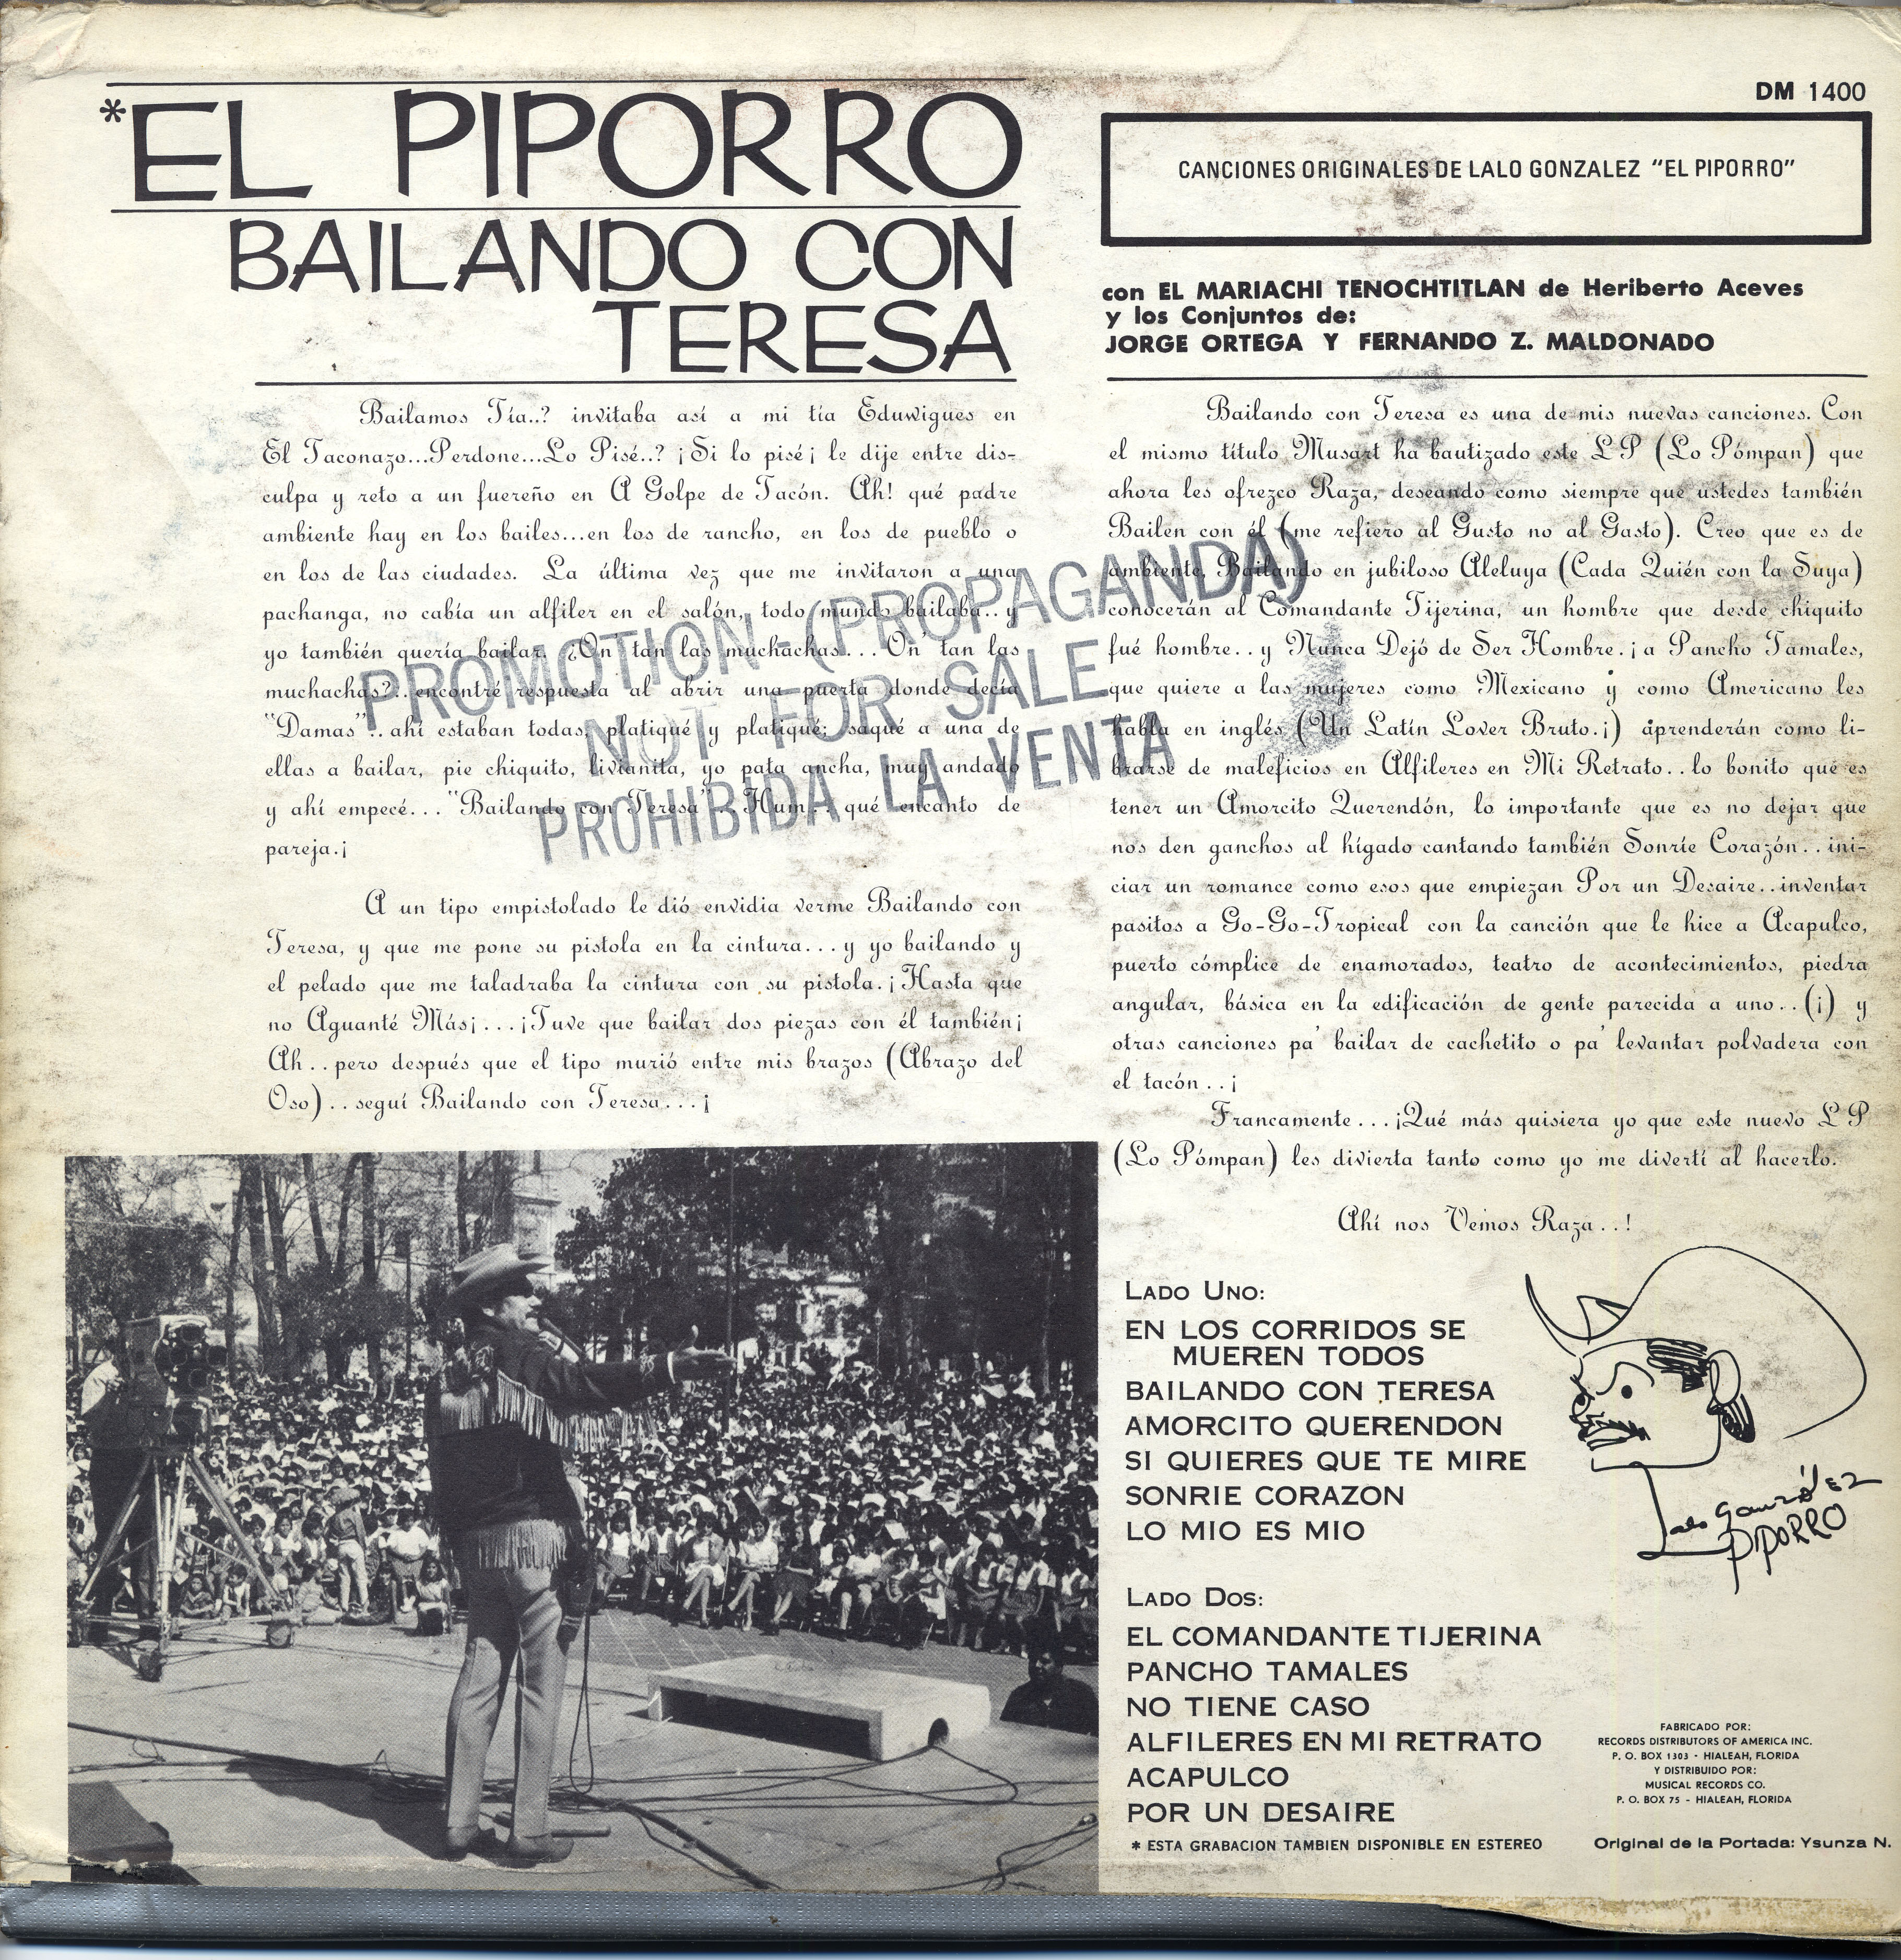 *EL PIPORRO
BAILANDO CON
TERESA
Bailamos Tía..? invitaba así a mi tía Eduwigues en
El Taconazo...Perdone...Lo Pisé..? ¡Si lo pisé¡ le dije entre dis-
culpa y reto a un fuereño en A Golpe de Tacón. Ah! qué padre
ambiente hay en los bailes...en los de rancho, en los de pueblo o
en los de las ciudades. La última vez que me invitaron a una
pachanga, no cabía un alfiler en el salón, todo mundo bailaba.. y
yo también quería bailar. ¿On tan las muchachas... On tan las
muchachas?.. encontré respuesta al abrir una puerta donde decía
"Damas".. ahí estaban todas, platiqué y platiqué; saqué a una de
ellas a bailar, pie chiquito, livianita, yo pata ancha, muy andado
y ahí empecé... "Bailando con Teresa".. Hum.. qué encanto de
pareja.¡
A un tipo empistolado le dió envidia verme Bailando con
Teresa, y que me pone su pistola en la cintura... y yo bailando y
el pelado que me taladraba la cintura con su pistola.¡Hasta que
no Aguanté Más¡...¡Tuve que bailar dos piezas con él también¡
Ah.. pero después que el tipo murió entre mis brazos (Abrazo del
Oso).. seguí Bailando con Teresa...¡
PROMOTION-(PROPAGANDA)
NOT FOR SALE
PROHIBIDA LA VENTA
DM 1400
CANCIONES ORIGINALES DE LALO GONZALEZ "EL PIPORRO"
con EL MARIACHI TENOCHTITLAN de Heriberto Aceves
y los Conjuntos de:
JORGE ORTEGA Y FERNANDO Z. MALDONADO
Bailando con Teresa es una de mis nuevas canciones. Con
el mismo título Musart ha bautizado este L P (Lo Pómpan) que
ahora les ofrezco Raza, deseando como siempre que ustedes también
Bailen con él (me refiero al Gusto no al Gasto). Creo que es de
ambiente, Bailando en jubiloso Aleluya (Cada Quién con la Suya)
conocerán al Comandante Tijerina, un hombre que desde chiquito
fué hombre.. y Nunca Dejó de Ser Hombre.¡ a Pancho Tamales,
que quiere a las mujeres como Mexicano y como Americano les
habla en inglés (Un Latín Lover Bruto.¡) aprenderán como li-
brarse de maleficios en Alfileres en Mi Retrato.. lo bonito qué es
tener un Amorcito Querendón, lo importante que es no dejar que
nos den ganchos al hígado cantando también Sonríe Corazón.. ini-
ciar un romance como esos que empiezan Por un Desaire.. inventar
pasitos a Go-Go-Tropical con la canción que le hice a Acapulco,
puerto cómplice de enamorados, teatro de acontecimientos, piedra
angular, básica en la edificación de gente parecida a uno.. (¡) y
otras canciones pa' bailar de cachetito o pa' levantar polvadera con
el tacón..¡
Francamente...¡Qué más quisiera yo que este nuevo L P
(Lo Pómpan) les divierta tanto como yo me divertí al hacerlo.
Ahí nos Vemos Raza..!
LADO UNO:
EN LOS CORRIDOS SE
MUEREN TODOS
BAILANDO CON TERESA
AMORCITO QUERENDON
SI QUIERES QUE TE MIRE
SONRIE CORAZON
LO MIO ES MIO
Lalo González
PIPORRO
LADO DOS:
EL COMANDANTE TIJERINA
PANCHO TAMALES
NO TIENE CASO
ALFILERES EN MI RETRATO
ACAPULCO
POR UN DESAIRE
* ESTA GRABACION TAMBIEN DISPONIBLE EN ESTEREO
FABRICADO POR:
RECORDS DISTRIBUTORS OF AMERICA INC.
P. O. BOX 1303 - HIALEAH, FLORIDA
Y DISTRIBUIDO POR:
MUSICAL RECORDS CO.
P. O. BOX 75 - HIALEAH, FLORIDA
Original de la Portada: Ysunza N.